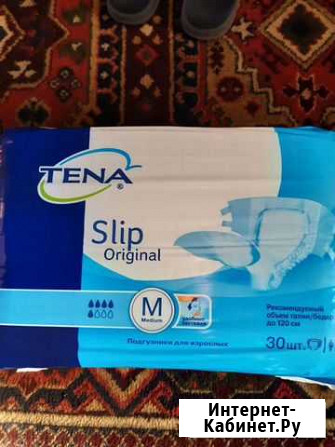 TENA
Slip
Original
M
Medium
Рекомендуемый
объем талии/бедер
до 120 см
Подгузники для взрослых
30 шт.
Интернет-
Кабинет.Ру